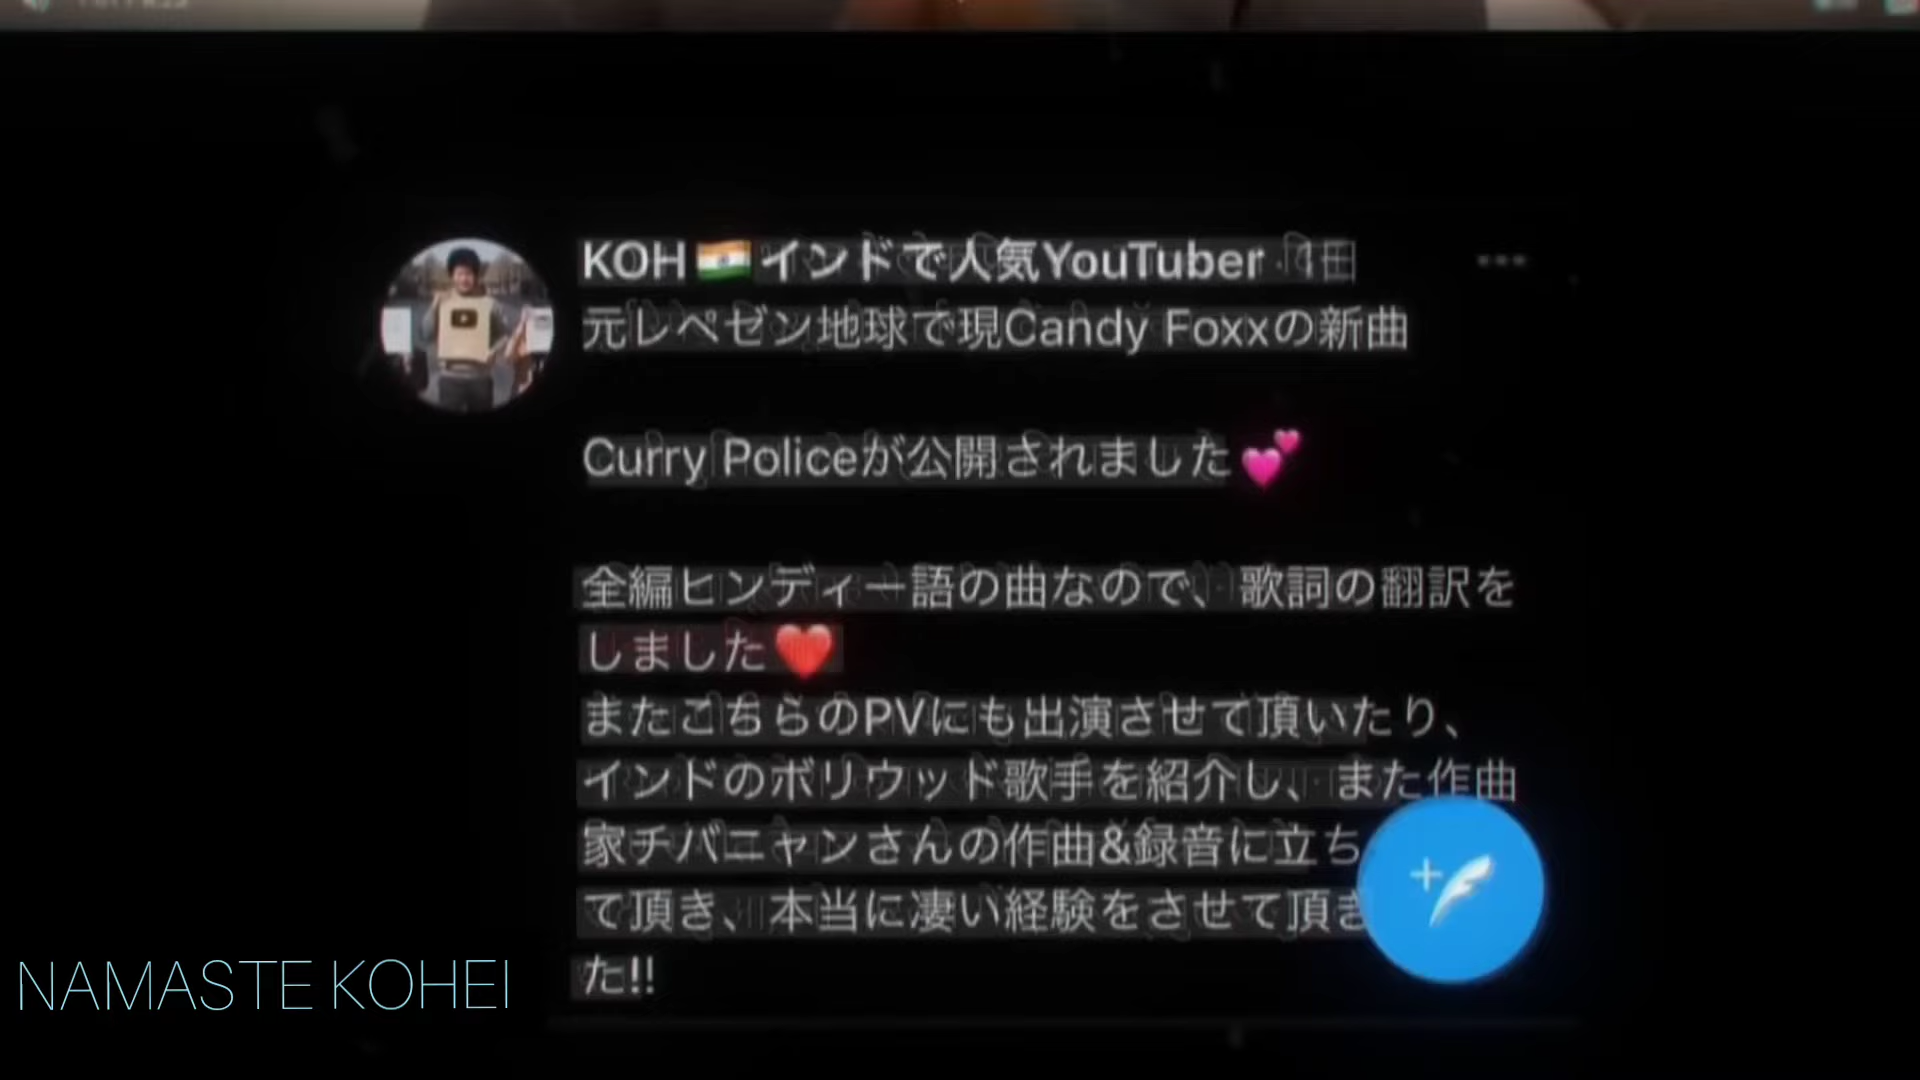 KOH🇮🇳インドで人気YouTuber · 1日
元レペゼン地球で現Candy Foxxの新曲
Curry Policeが公開されました💕
全編ヒンディー語の曲なので、歌詞の翻訳を
しました❤️
またこちらのPVにも出演させて頂いたり、
インドのボリウッド歌手を紹介し、また作曲
家チバニャンさんの作曲&録音に立ち
て頂き、本当に凄い経験をさせて頂き
た!!
NAMASTE KOHEI